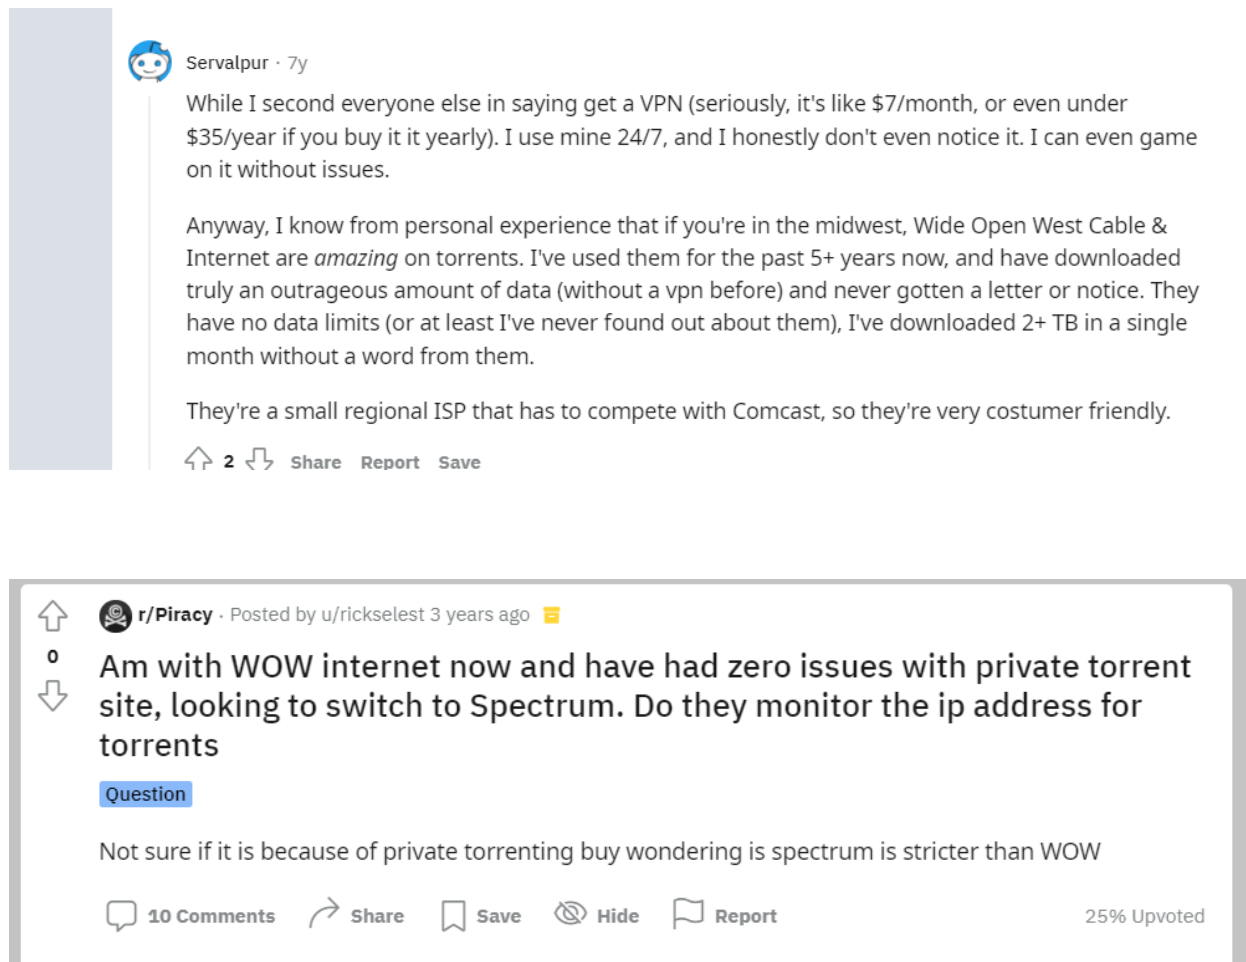 Servalpur · 7y
While I second everyone else in saying get a VPN (seriously, it's like $7/month, or even under
$35/year if you buy it it yearly). I use mine 24/7, and I honestly don't even notice it. I can even game
on it without issues.
Anyway, I know from personal experience that if you're in the midwest, Wide Open West Cable &
Internet are amazing on torrents. I've used them for the past 5+ years now, and have downloaded
truly an outrageous amount of data (without a vpn before) and never gotten a letter or notice. They
have no data limits (or at least I've never found out about them), I've downloaded 2+ TB in a single
month without a word from them.
They're a small regional ISP that has to compete with Comcast, so they're very costumer friendly.
2 Share Report Save
r/Piracy · Posted by u/rickselest 3 years ago
0
Am with WOW internet now and have had zero issues with private torrent
site, looking to switch to Spectrum. Do they monitor the ip address for
torrents
Question
Not sure if it is because of private torrenting buy wondering is spectrum is stricter than WOW
10 Comments Share Save Hide Report 25% Upvoted